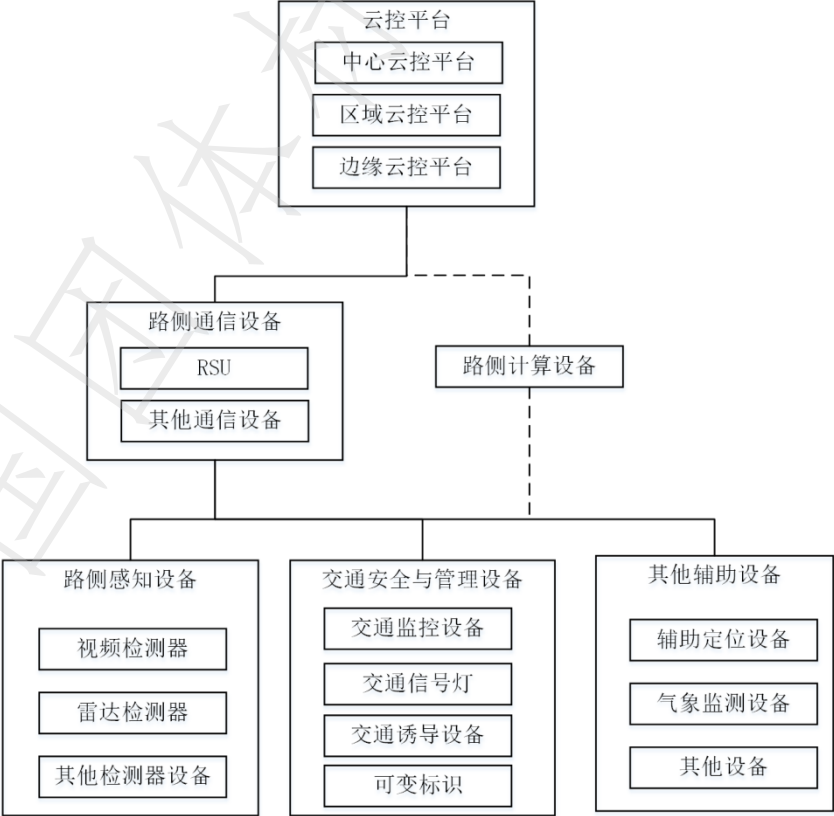 云控平台
中心云控平台
区域云控平台
边缘云控平台
路侧通信设备
RSU
其他通信设备
路侧计算设备
路侧感知设备
视频检测器
雷达检测器
其他检测器设备
交通安全与管理设备
交通监控设备
交通信号灯
交通诱导设备
可变标识
其他辅助设备
辅助定位设备
气象监测设备
其他设备